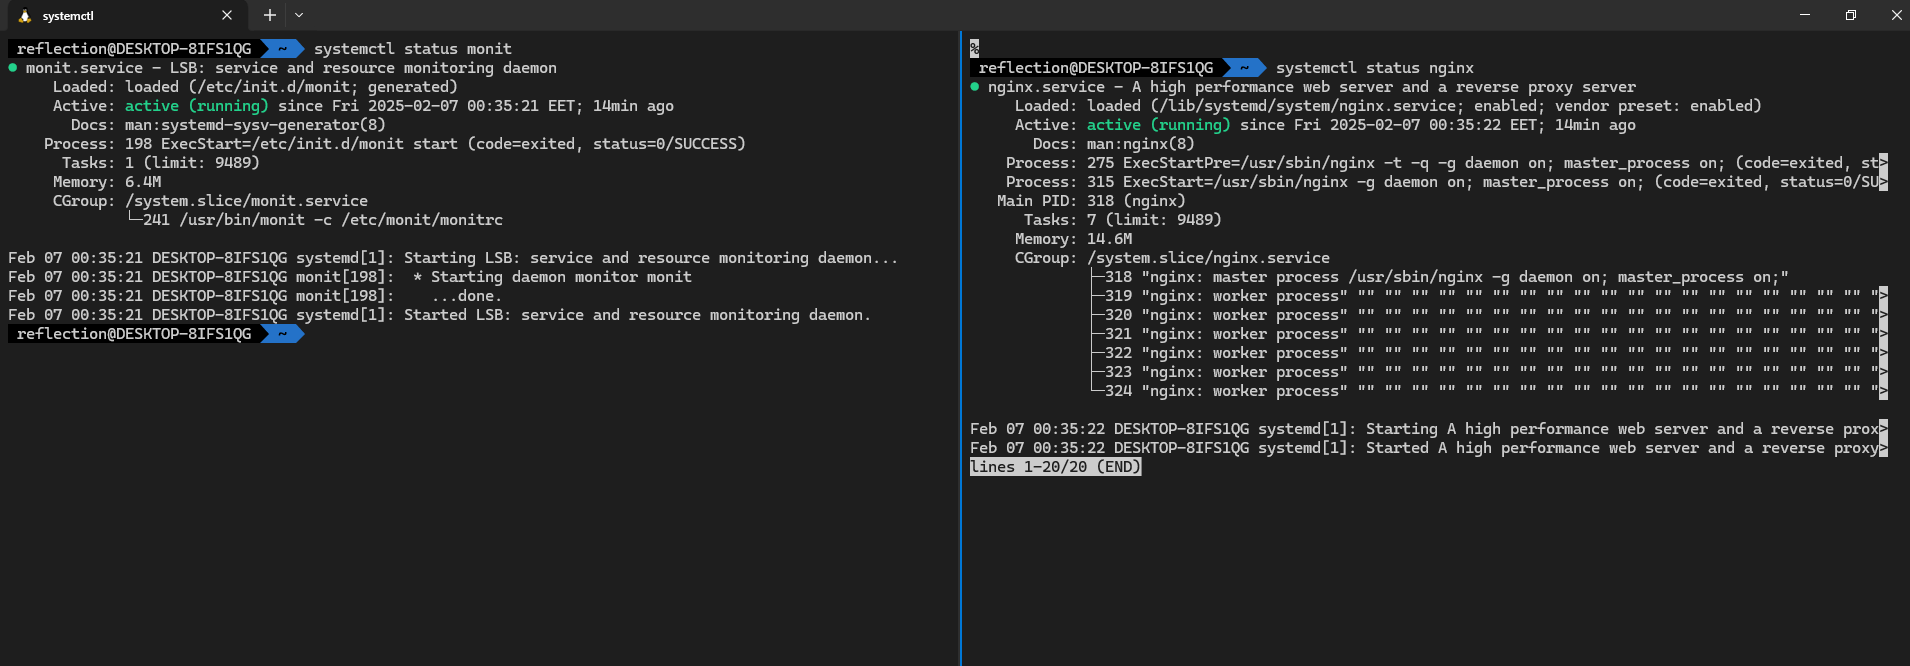 systemctl
reflection@DESKTOP-8IFS1QG ~ systemctl status monit
● monit.service - LSB: service and resource monitoring daemon
Loaded: loaded (/etc/init.d/monit; generated)
Active: active (running) since Fri 2025-02-07 00:35:21 EET; 14min ago
Docs: man:systemd-sysv-generator(8)
Process: 198 ExecStart=/etc/init.d/monit start (code=exited, status=0/SUCCESS)
Tasks: 1 (limit: 9489)
Memory: 6.4M
CGroup: /system.slice/monit.service
└─241 /usr/bin/monit -c /etc/monit/monitrc
Feb 07 00:35:21 DESKTOP-8IFS1QG systemd[1]: Starting LSB: service and resource monitoring daemon...
Feb 07 00:35:21 DESKTOP-8IFS1QG monit[198]:  * Starting daemon monitor monit
Feb 07 00:35:21 DESKTOP-8IFS1QG monit[198]:    ...done.
Feb 07 00:35:21 DESKTOP-8IFS1QG systemd[1]: Started LSB: service and resource monitoring daemon.
reflection@DESKTOP-8IFS1QG ~
%
reflection@DESKTOP-8IFS1QG ~ systemctl status nginx
● nginx.service - A high performance web server and a reverse proxy server
Loaded: loaded (/lib/systemd/system/nginx.service; enabled; vendor preset: enabled)
Active: active (running) since Fri 2025-02-07 00:35:22 EET; 14min ago
Docs: man:nginx(8)
Process: 275 ExecStartPre=/usr/sbin/nginx -t -q -g daemon on; master_process on; (code=exited, st>
Process: 315 ExecStart=/usr/sbin/nginx -g daemon on; master_process on; (code=exited, status=0/SU>
Main PID: 318 (nginx)
Tasks: 7 (limit: 9489)
Memory: 14.6M
CGroup: /system.slice/nginx.service
├─318 "nginx: master process /usr/sbin/nginx -g daemon on; master_process on;"
├─319 "nginx: worker process" "" "" "" "" "" "" "" "" "" "" "" "" "" "" "" "" "" "" "" ">
├─320 "nginx: worker process" "" "" "" "" "" "" "" "" "" "" "" "" "" "" "" "" "" "" "" ">
├─321 "nginx: worker process" "" "" "" "" "" "" "" "" "" "" "" "" "" "" "" "" "" "" "" ">
├─322 "nginx: worker process" "" "" "" "" "" "" "" "" "" "" "" "" "" "" "" "" "" "" "" ">
├─323 "nginx: worker process" "" "" "" "" "" "" "" "" "" "" "" "" "" "" "" "" "" "" "" ">
└─324 "nginx: worker process" "" "" "" "" "" "" "" "" "" "" "" "" "" "" "" "" "" "" "" ">
Feb 07 00:35:22 DESKTOP-8IFS1QG systemd[1]: Starting A high performance web server and a reverse prox>
Feb 07 00:35:22 DESKTOP-8IFS1QG systemd[1]: Started A high performance web server and a reverse proxy>
lines 1-20/20 (END)